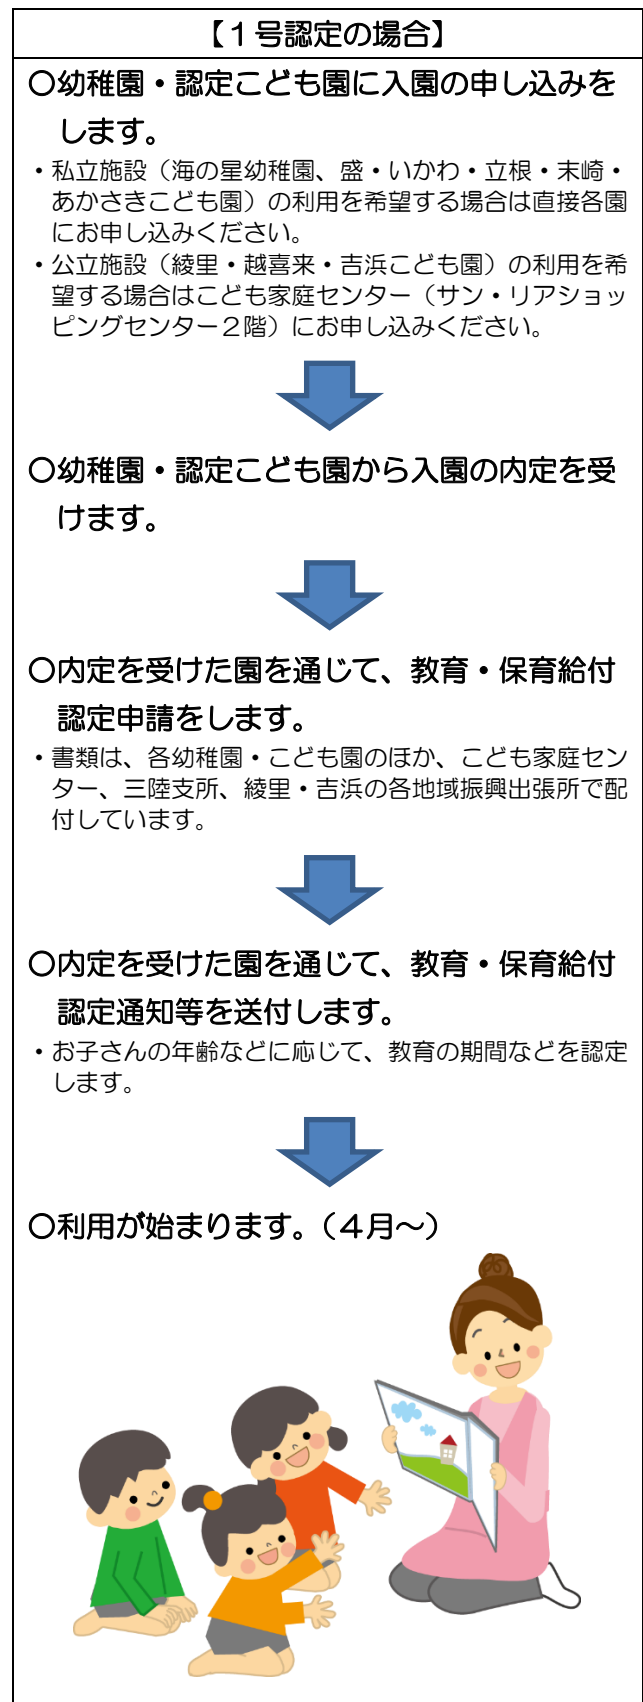 【１号認定の場合】
〇幼稚園・認定こども園に入園の申し込みを
します。
・私立施設（海の星幼稚園、盛・いかわ・立根・末崎・
あかさきこども園）の利用を希望する場合は直接各園
にお申し込みください。
・公立施設（綾里・越喜来・吉浜こども園）の利用を希
望する場合はこども家庭センター（サン・リアショッ
ピングセンター２階）にお申し込みください。
〇幼稚園・認定こども園から入園の内定を受
けます。
〇内定を受けた園を通じて、教育・保育給付
認定申請をします。
・書類は、各幼稚園・こども園のほか、こども家庭セン
ター、三陸支所、綾里・吉浜の各地域振興出張所で配
付しています。
〇内定を受けた園を通じて、教育・保育給付
認定通知等を送付します。
・お子さんの年齢などに応じて、教育の期間などを認定
します。
〇利用が始まります。（４月～）